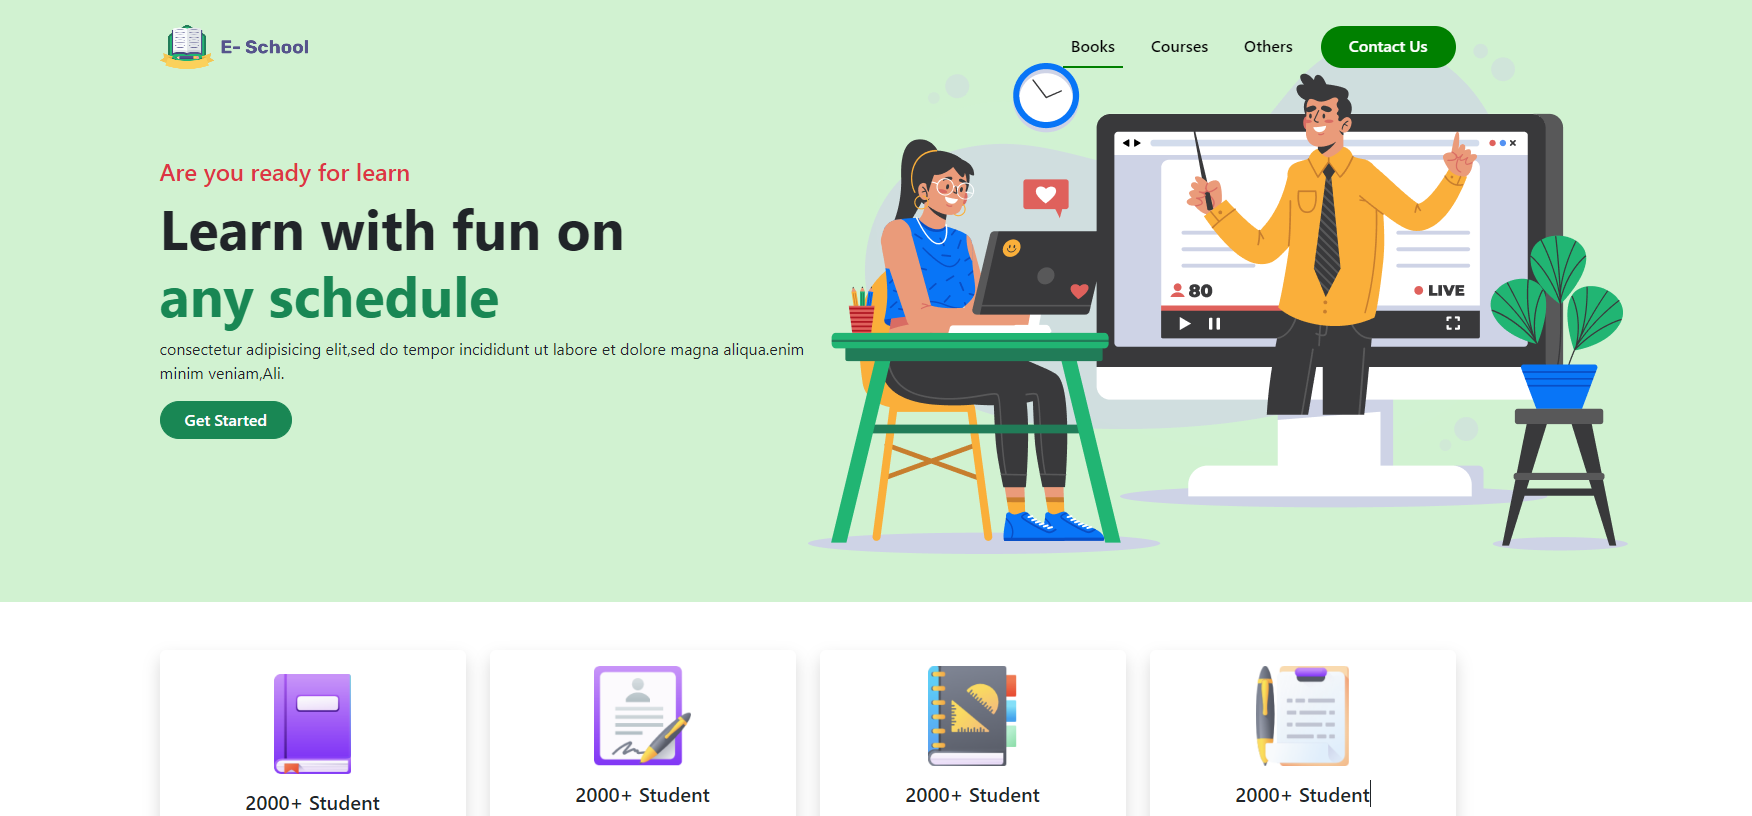 E- School
Books
Courses
Others
Contact Us
Are you ready for learn
Learn with fun on
any schedule
consectetur adipisicing elit,sed do tempor incididunt ut labore et dolore magna aliqua.enim
minim veniam,Ali.
Get Started
80
LIVE
2000+ Student
2000+ Student
2000+ Student
2000+ Student